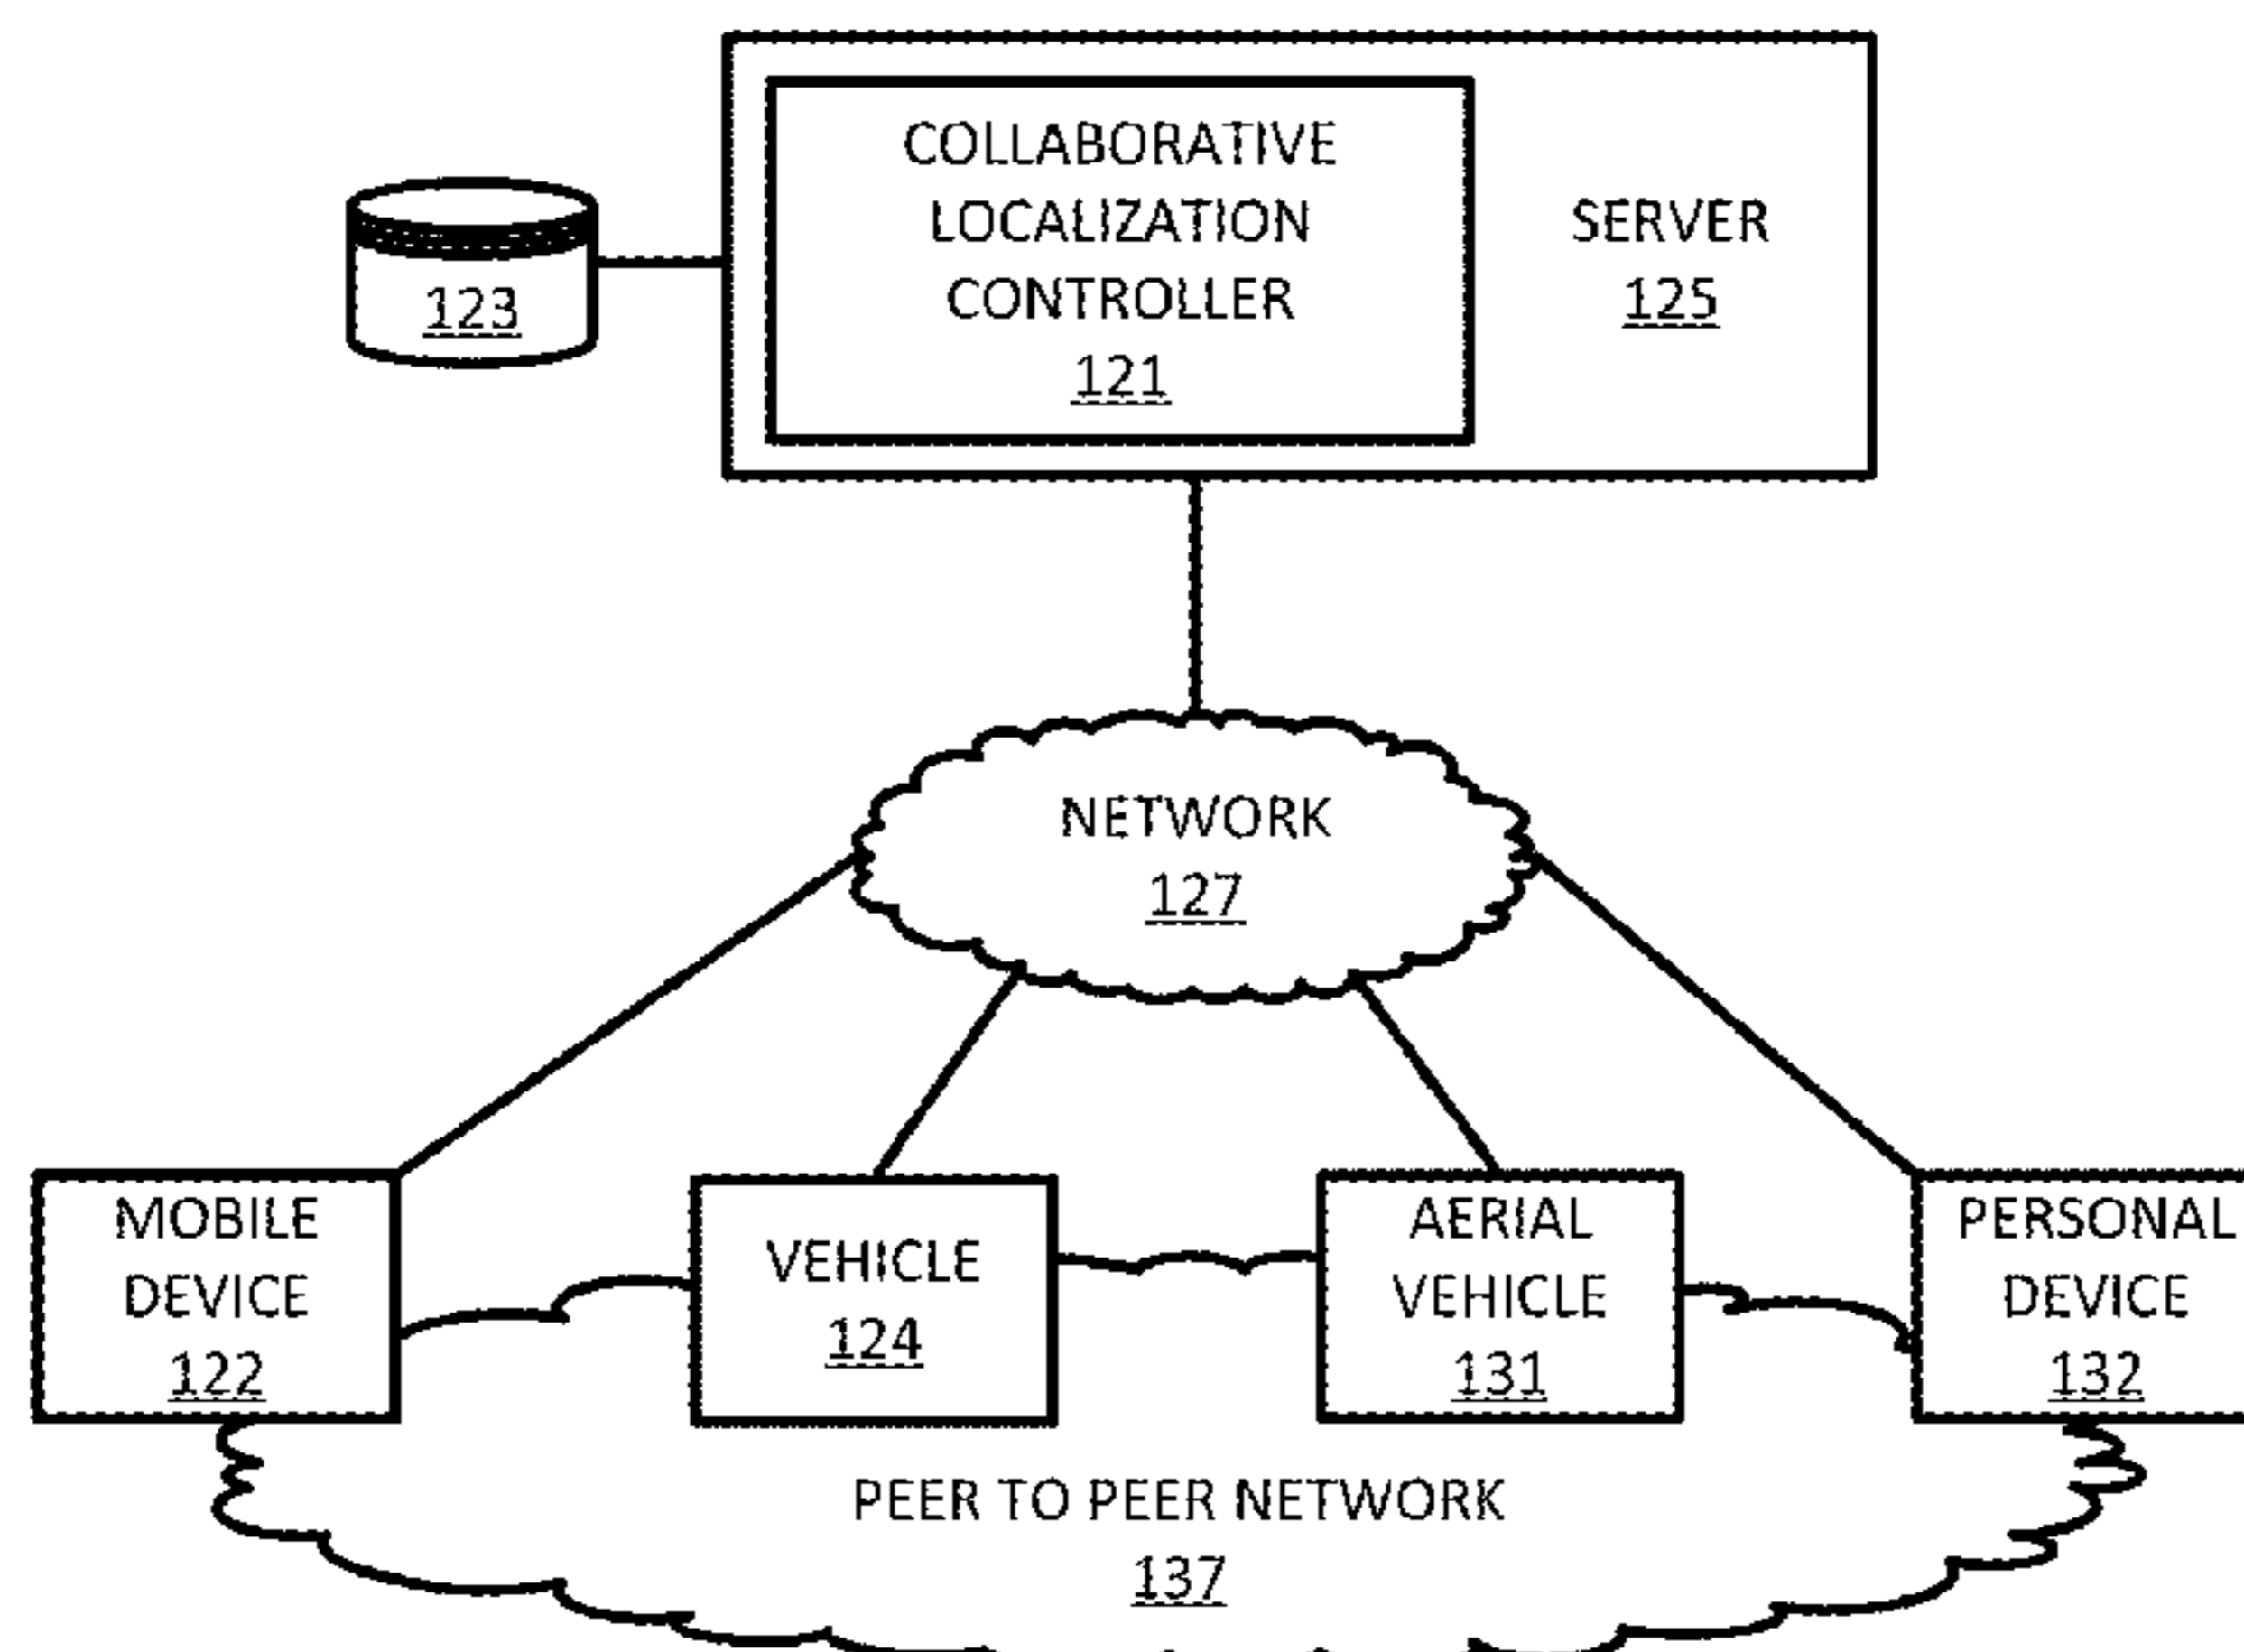 COLLABORATIVE
LOCALIZATION
CONTROLLER
121
SERVER
125
123
NETWORK
127
MOBILE
DEVICE
122
VEHICLE
124
AERIAL
VEHICLE
131
PERSONAL
DEVICE
132
PEER TO PEER NETWORK
137